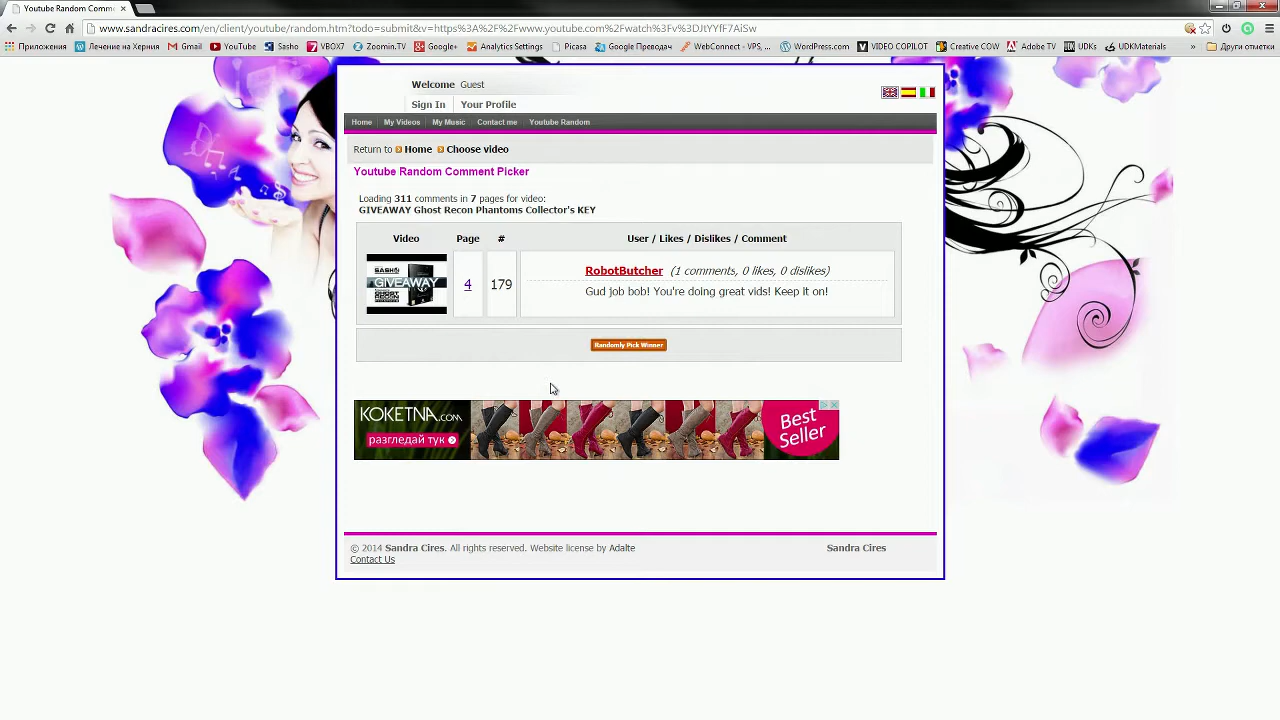 Youtube Random Comm
www.sandracires.com/en/client/youtube/random.htm?todo=submit&v=https%3A%2F%2Fwww.youtube.com%2Fwatch%3Fv%3DJtYYfF7AiSw
Приложения Лечение на Херния Gmail YouTube Sasho VBOX7 Zoomin.TV Google+ Analytics Settings Picasa Google Преводач WebConnect - VPS, ... WordPress.com VIDEO COPILOT Creative COW Adobe TV UDKs UDKMaterials » Други отметки
Welcome Guest
Sign In Your Profile
Home My Videos My Music Contact me Youtube Random
Return to Home Choose video
Youtube Random Comment Picker
Loading 311 comments in 7 pages for video:
GIVEAWAY Ghost Recon Phantoms Collector's KEY
Video Page # User / Likes / Dislikes / Comment
SASHO
GIVEAWAY
4 179
RobotButcher (1 comments, 0 likes, 0 dislikes)
Gud job bob! You're doing great vids! Keep It on!
Randomly Pick Winner
KOKETNA.COM
разгледай тук
Best
Seller
© 2014 Sandra Cires. All rights reserved. Website license by Adalte
Sandra Cires
Contact Us